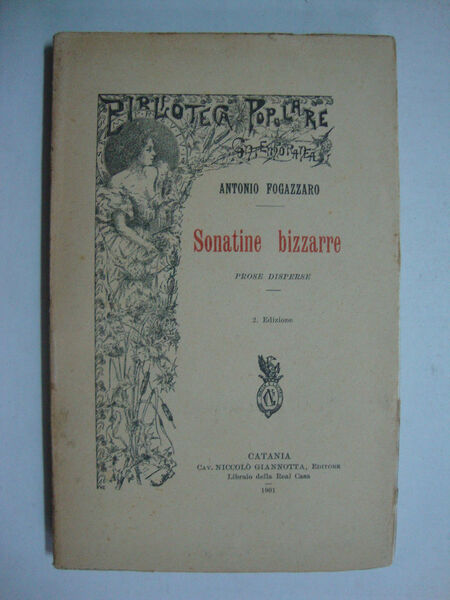 BIBLIOTECA POPOLARE
CONTEMPORANEA
ANTONIO FOGAZZARO
Sonatine bizzarre
PROSE DISPERSE
2. Edizione
CATANIA
CAV. NICCOLÒ GIANNOTTA, EDITORE
Libraio della Real Casa
1901